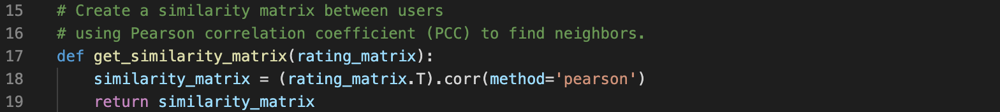 15 # Create a similarity matrix between users
16 # using Pearson correlation coefficient (PCC) to find neighbors.
17 def get_similarity_matrix(rating_matrix):
18     similarity_matrix = (rating_matrix.T).corr(method='pearson')
19     return similarity_matrix